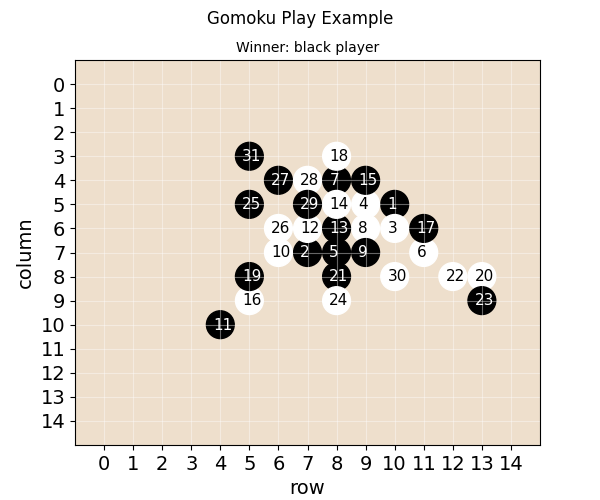 Gomoku Play Example
Winner: black player
0
1
2
3 31 18
4 27 28 7 15
5 25 29 14 4 1
6 26 12 13 8 3 17
7 10 2 5 9 6
8 19 21 30 22 20
9 16 24 23
10 11
11
12
13
14
column
0 1 2 3 4 5 6 7 8 9 10 11 12 13 14
row